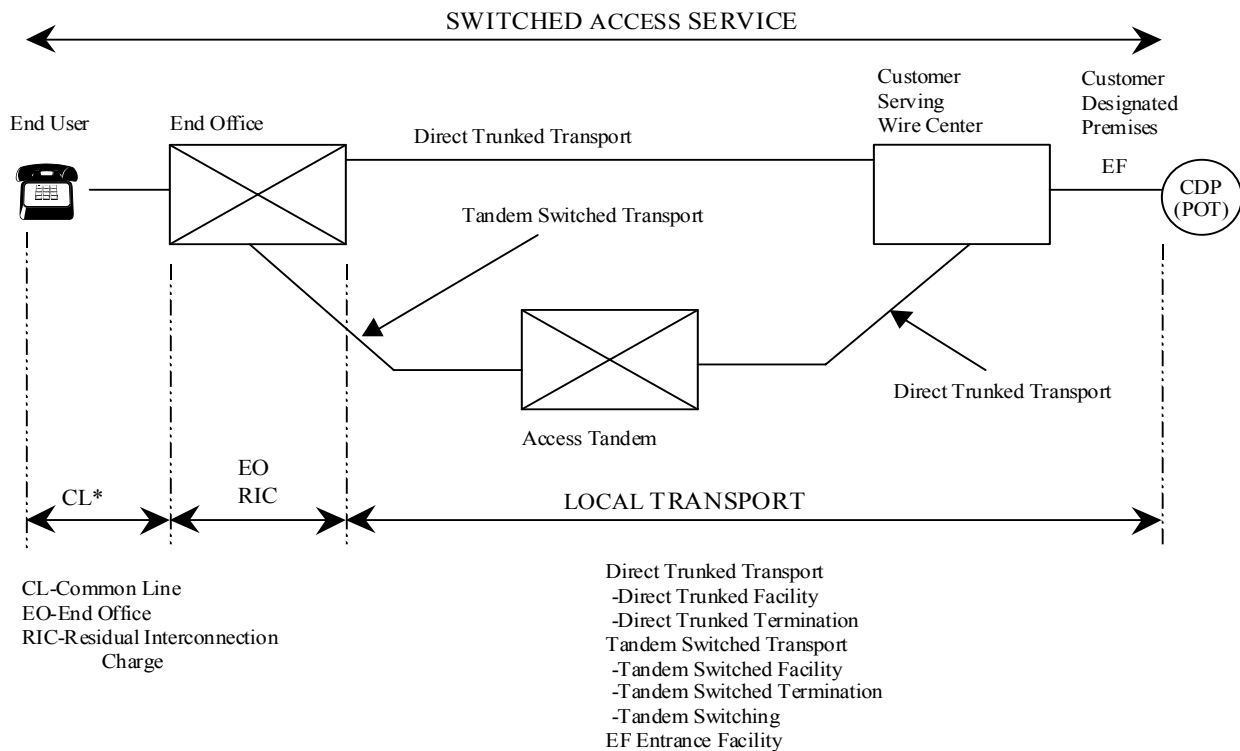 SWITCHED ACCESS SERVICE
End User
End Office
Direct Trunked Transport
Customer
Serving
Wire Center
Customer
Designated
Premises
EF
CDP
(POT)
Tandem Switched Transport
Direct Trunked Transport
Access Tandem
CL*
EO
RIC
LOCAL TRANSPORT
CL-Common Line
EO-End Office
RIC-Residual Interconnection
Charge
Direct Trunked Transport
-Direct Trunked Facility
-Direct Trunked Termination
Tandem Switched Transport
-Tandem Switched Facility
-Tandem Switched Termination
-Tandem Switching
EF Entrance Facility